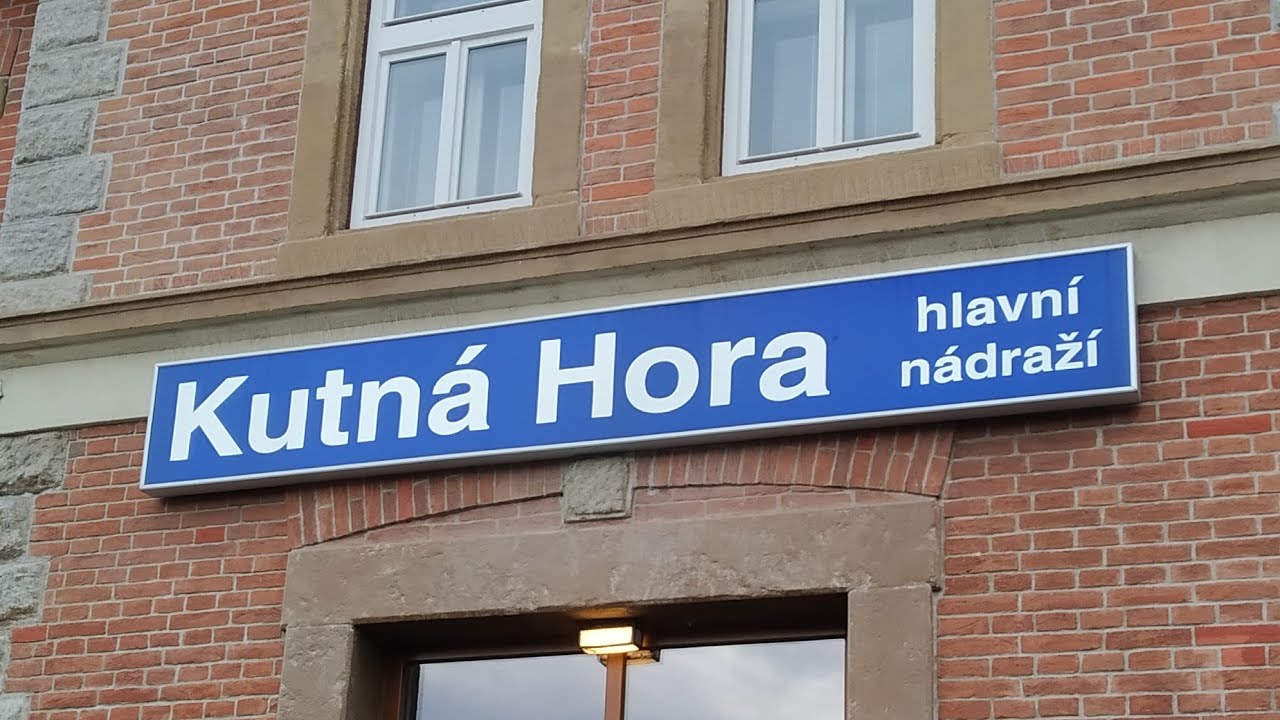 Kutná Hora
hlavní
nádraží